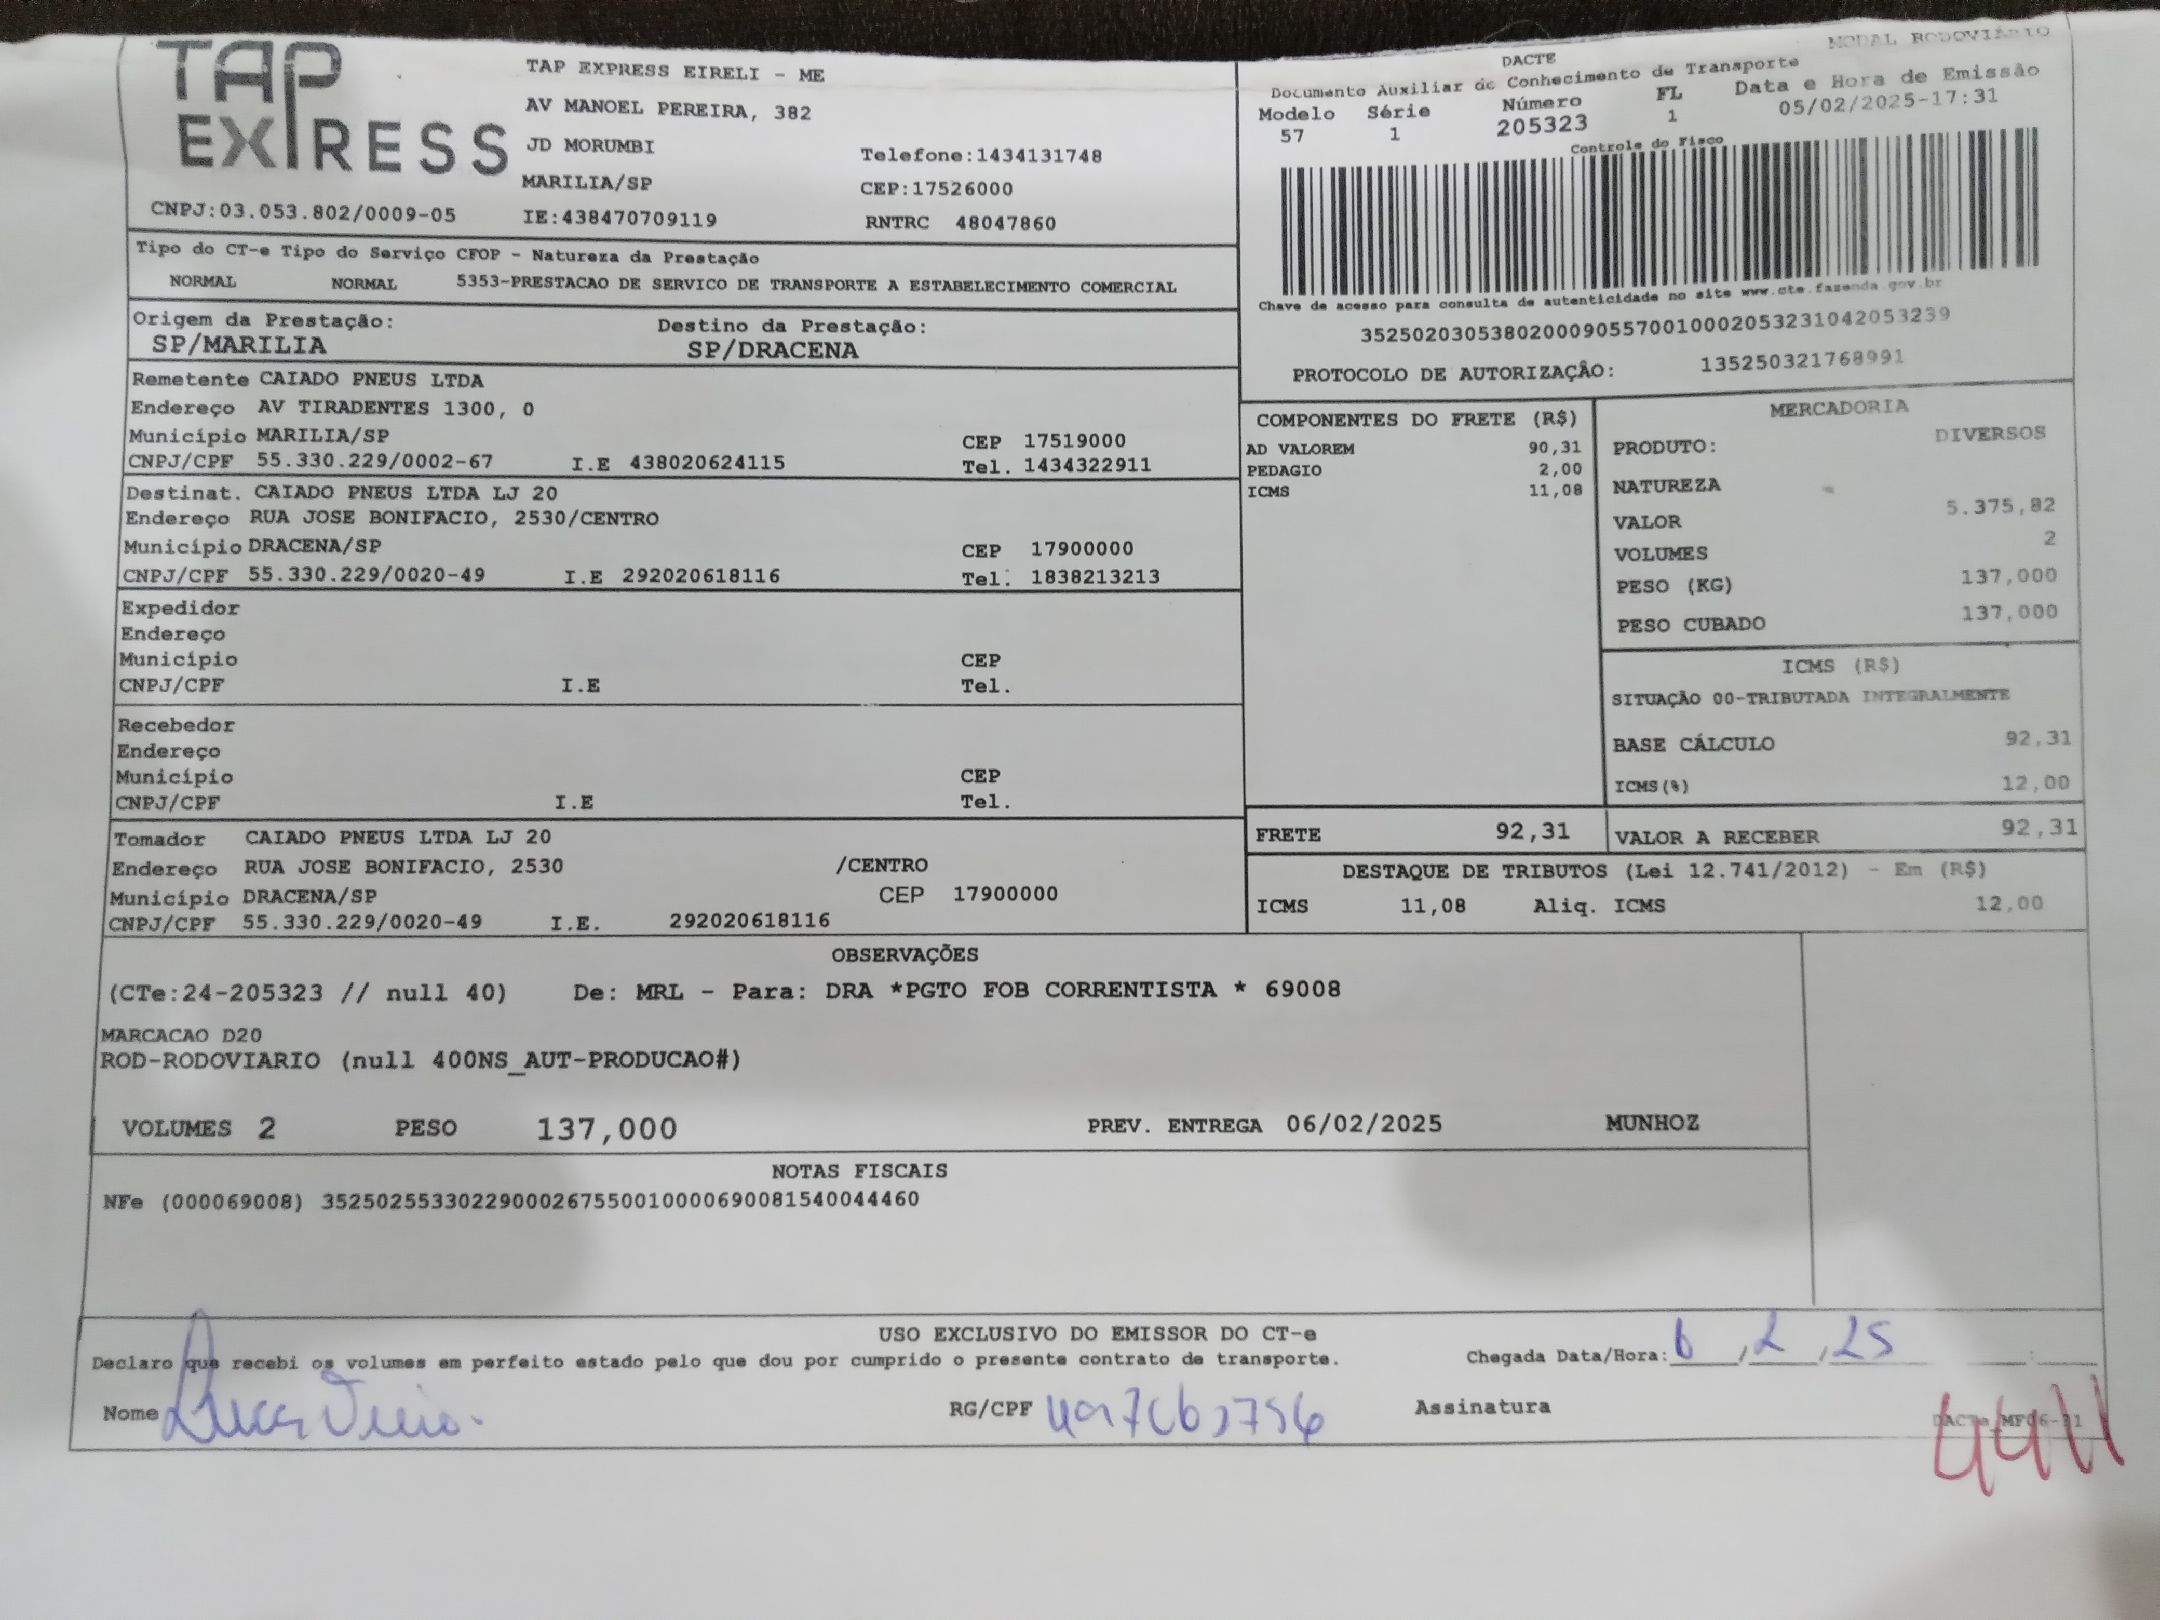 TAP
EXPRESS
TAP EXPRESS EIRELI - ME
AV MANOEL PEREIRA, 382
JD MORUMBI
Telefone:1434131748
MARILIA/SP
CEP:17526000
CNPJ:03.053.802/0009-05
IE:438470709119
RNTRC 48047860
MODAL RODOVIÁRIO
DACTE
Documento Auxiliar de Conhecimento de Transporte
Modelo Série Número FL Data e Hora de Emissão
57 1 205323 1 05/02/2025-17:31
Controle do Fisco
Chave de acesso para consulta de autenticidade no site www.cte.fazenda.gov.br
35250203053802000905570010002053231042053239
PROTOCOLO DE AUTORIZAÇÃO: 135250321768991
Tipo do CT-e Tipo do Serviço CFOP - Natureza da Prestação
NORMAL NORMAL 5353-PRESTACAO DE SERVICO DE TRANSPORTE A ESTABELECIMENTO COMERCIAL
Origem da Prestação: Destino da Prestação:
SP/MARILIA SP/DRACENA
Remetente CAIADO PNEUS LTDA
Endereço AV TIRADENTES 1300, 0
Município MARILIA/SP CEP 17519000
CNPJ/CPF 55.330.229/0002-67 I.E 438020624115 Tel. 1434322911
Destinat. CAIADO PNEUS LTDA LJ 20
Endereço RUA JOSE BONIFACIO, 2530/CENTRO
Município DRACENA/SP CEP 17900000
CNPJ/CPF 55.330.229/0020-49 I.E 292020618116 Tel. 1838213213
Expedidor
Endereço
Município CEP
CNPJ/CPF I.E Tel.
Recebedor
Endereço
Município CEP
CNPJ/CPF I.E Tel.
Tomador CAIADO PNEUS LTDA LJ 20
Endereço RUA JOSE BONIFACIO, 2530 /CENTRO
Município DRACENA/SP CEP 17900000
CNPJ/CPF 55.330.229/0020-49 I.E. 292020618116
COMPONENTES DO FRETE (R$)
AD VALOREM 90,31
PEDAGIO 2,00
ICMS 11,08
MERCADORIA
PRODUTO: DIVERSOS
NATUREZA
VALOR 5.375,82
VOLUMES 2
PESO (KG) 137,000
PESO CUBADO 137,000
ICMS (R$)
SITUAÇÃO 00-TRIBUTADA INTEGRALMENTE
BASE CÁLCULO 92,31
ICMS(%) 12,00
FRETE 92,31 VALOR A RECEBER 92,31
DESTAQUE DE TRIBUTOS (Lei 12.741/2012) - Em (R$)
ICMS 11,08 Aliq. ICMS 12,00
OBSERVAÇÕES
(CTe:24-205323 // null 40) De: MRL - Para: DRA *PGTO FOB CORRENTISTA * 69008
MARCACAO D20
ROD-RODOVIARIO (null 400NS_AUT-PRODUCAO#)
VOLUMES 2 PESO 137,000 PREV. ENTREGA 06/02/2025 MUNHOZ
NOTAS FISCAIS
NFe (000069008) 35250255330229000267550010000690081540044460
USO EXCLUSIVO DO EMISSOR DO CT-e
Declaro que recebi os volumes em perfeito estado pelo que dou por cumprido o presente contrato de transporte. Chegada Data/Hora: 6 , 2 , 25 :
Nome RG/CPF Assinatura